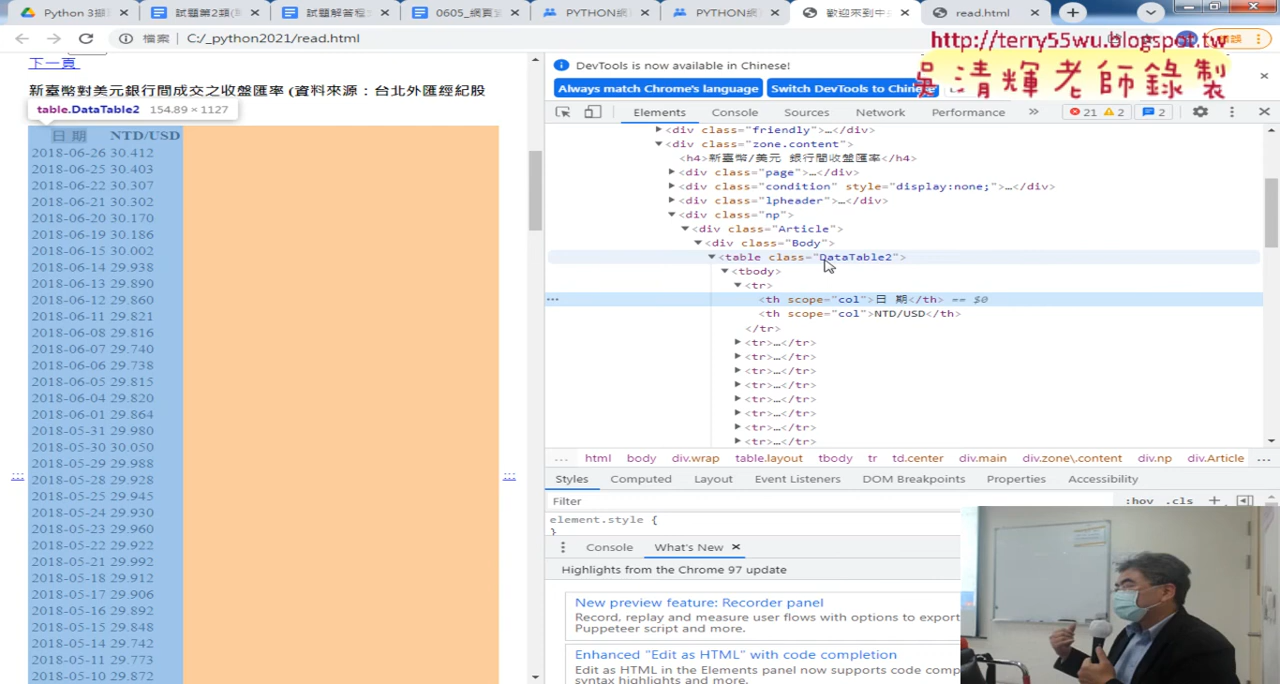 Python 3擷
試題第2類(
試題解答程
0605_網頁
PYTHON網
PYTHON網
歡迎來到中
read.html
檔案 C:/_python2021/read.html
http://terry55wu.blogspot.tw
吳清輝老師錄製
下一頁
新臺幣對美元銀行間成交之收盤匯率 (資料來源：台北外匯經紀股
table.DataTable2 154.89 × 1127
日 期 NTD/USD
2018-06-26 30.412
2018-06-25 30.403
2018-06-22 30.307
2018-06-21 30.302
2018-06-20 30.170
2018-06-19 30.186
2018-06-15 30.002
2018-06-14 29.938
2018-06-13 29.890
2018-06-12 29.860
2018-06-11 29.821
2018-06-08 29.816
2018-06-07 29.740
2018-06-06 29.738
2018-06-05 29.815
2018-06-04 29.820
2018-06-01 29.864
2018-05-31 29.980
2018-05-30 30.050
2018-05-29 29.988
2018-05-28 29.928
2018-05-25 29.945
2018-05-24 29.930
2018-05-23 29.960
2018-05-22 29.922
2018-05-21 29.992
2018-05-18 29.912
2018-05-17 29.906
2018-05-16 29.892
2018-05-15 29.848
2018-05-14 29.742
2018-05-11 29.773
2018-05-10 29.872
DevTools is now available in Chinese!
Always match Chrome's language
Switch DevTools to Chinese
Elements Console Sources Network Performance » 21 2 2
<div class="friendly">…</div>
<div class="zone.content">
<h4>新臺幣/美元 銀行間收盤匯率</h4>
<div class="page">…</div>
<div class="condition" style="display:none;">…</div>
<div class="lpheader">…</div>
<div class="np">
<div class="Article">
<div class="Body">
<table class="DataTable2">
<tbody>
<tr>
<th scope="col">日 期</th> == $0
<th scope="col">NTD/USD</th>
</tr>
<tr>…</tr>
<tr>…</tr>
<tr>…</tr>
<tr>…</tr>
<tr>…</tr>
<tr>…</tr>
<tr>…</tr>
<tr>…</tr>
… html body div.wrap table.layout tbody tr td.center div.main div.zone\.content div.np div.Article …
Styles Computed Layout Event Listeners DOM Breakpoints Properties Accessibility
Filter :hov .cls +
element.style {
}
Console What's New
Highlights from the Chrome 97 update
New preview feature: Recorder panel
Record, replay and measure user flows with options to export
Puppeteer script and more.
Enhanced "Edit as HTML" with code completion
Edit as HTML in the Elements panel now supports code comp
syntax highlights and more.